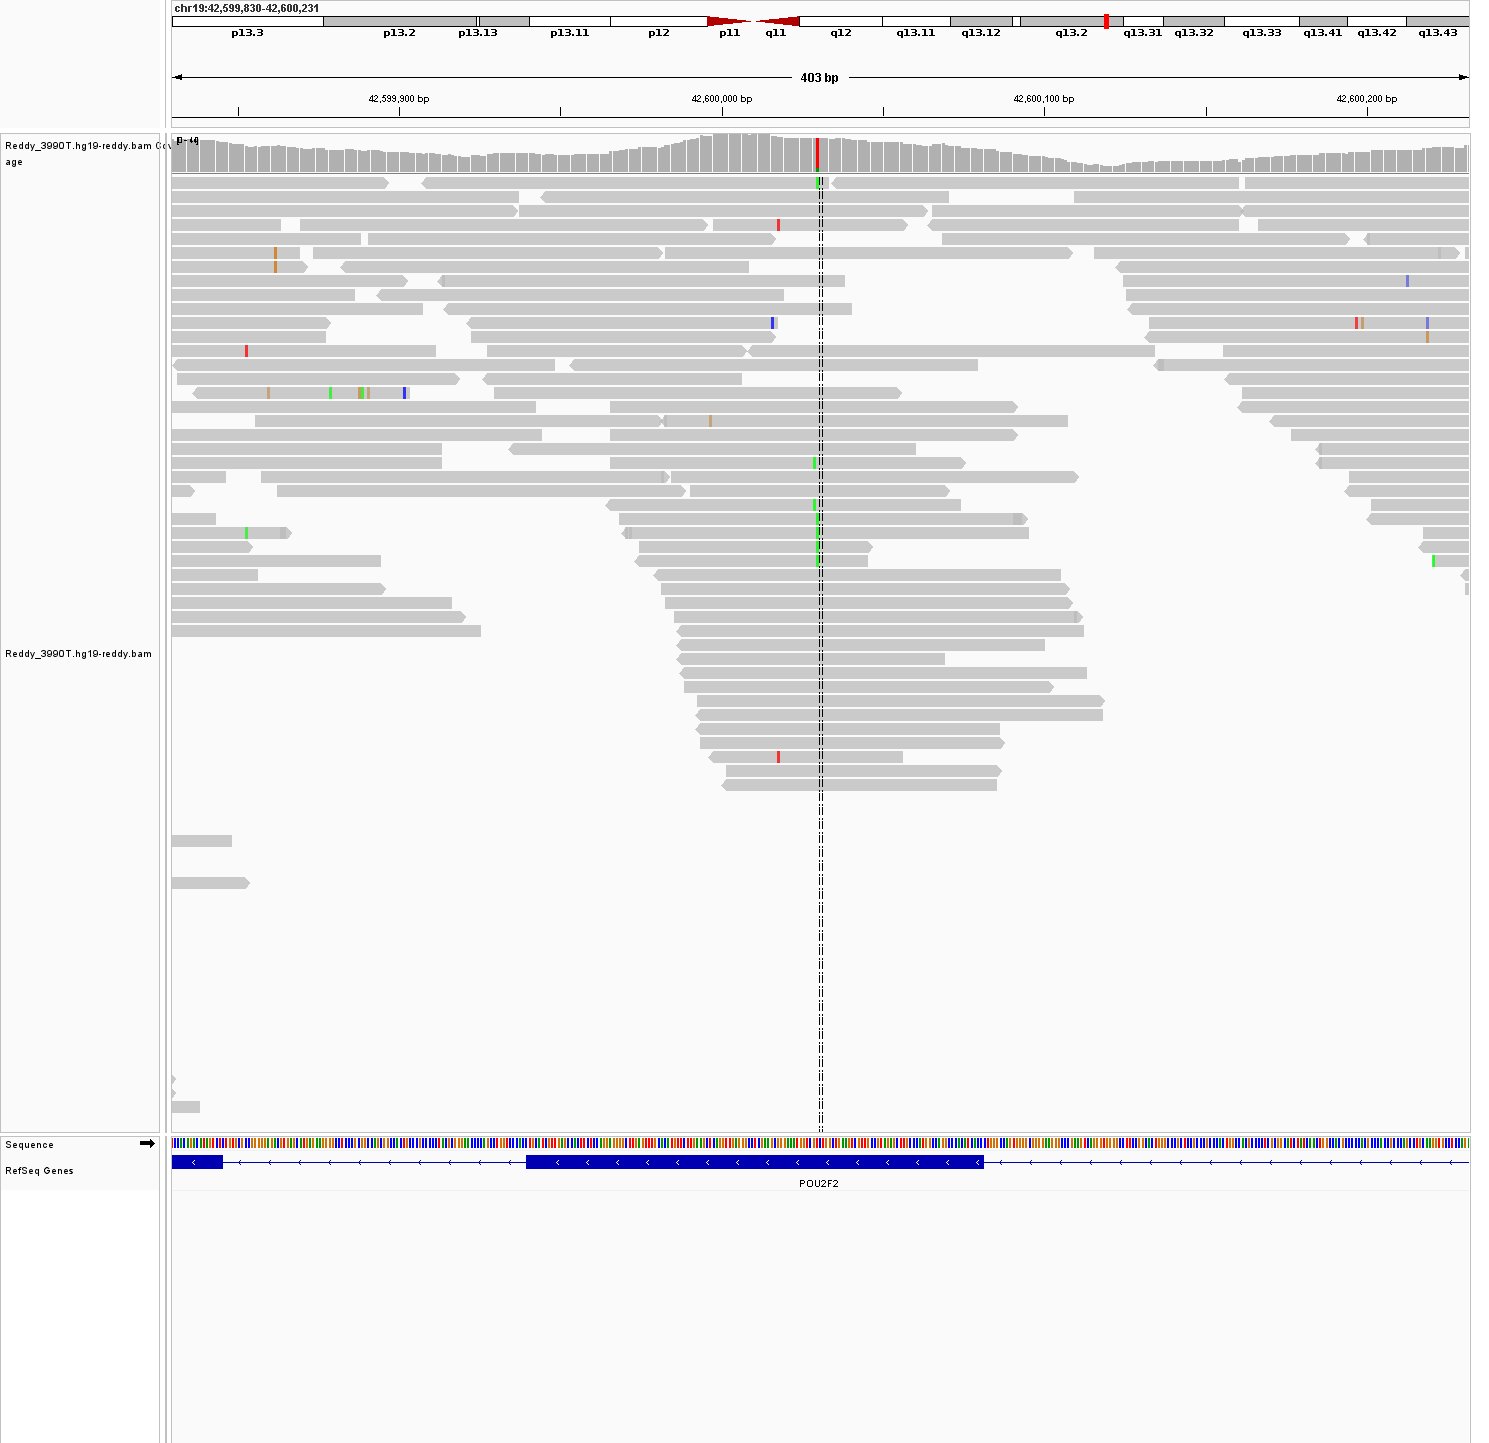 chr19:42,599,830-42,600,231
p13.3 p13.2 p13.13 p13.11 p12 p11 q11 q12 q13.11 q13.12 q13.2 q13.31 q13.32 q13.33 q13.41 q13.42 q13.43
403 bp
42,599,900 bp 42,600,000 bp 42,600,100 bp 42,600,200 bp
Reddy_3990T.hg19-reddy.bam Cov
age
Reddy_3990T.hg19-reddy.bam
Sequence
RefSeq Genes
POU2F2